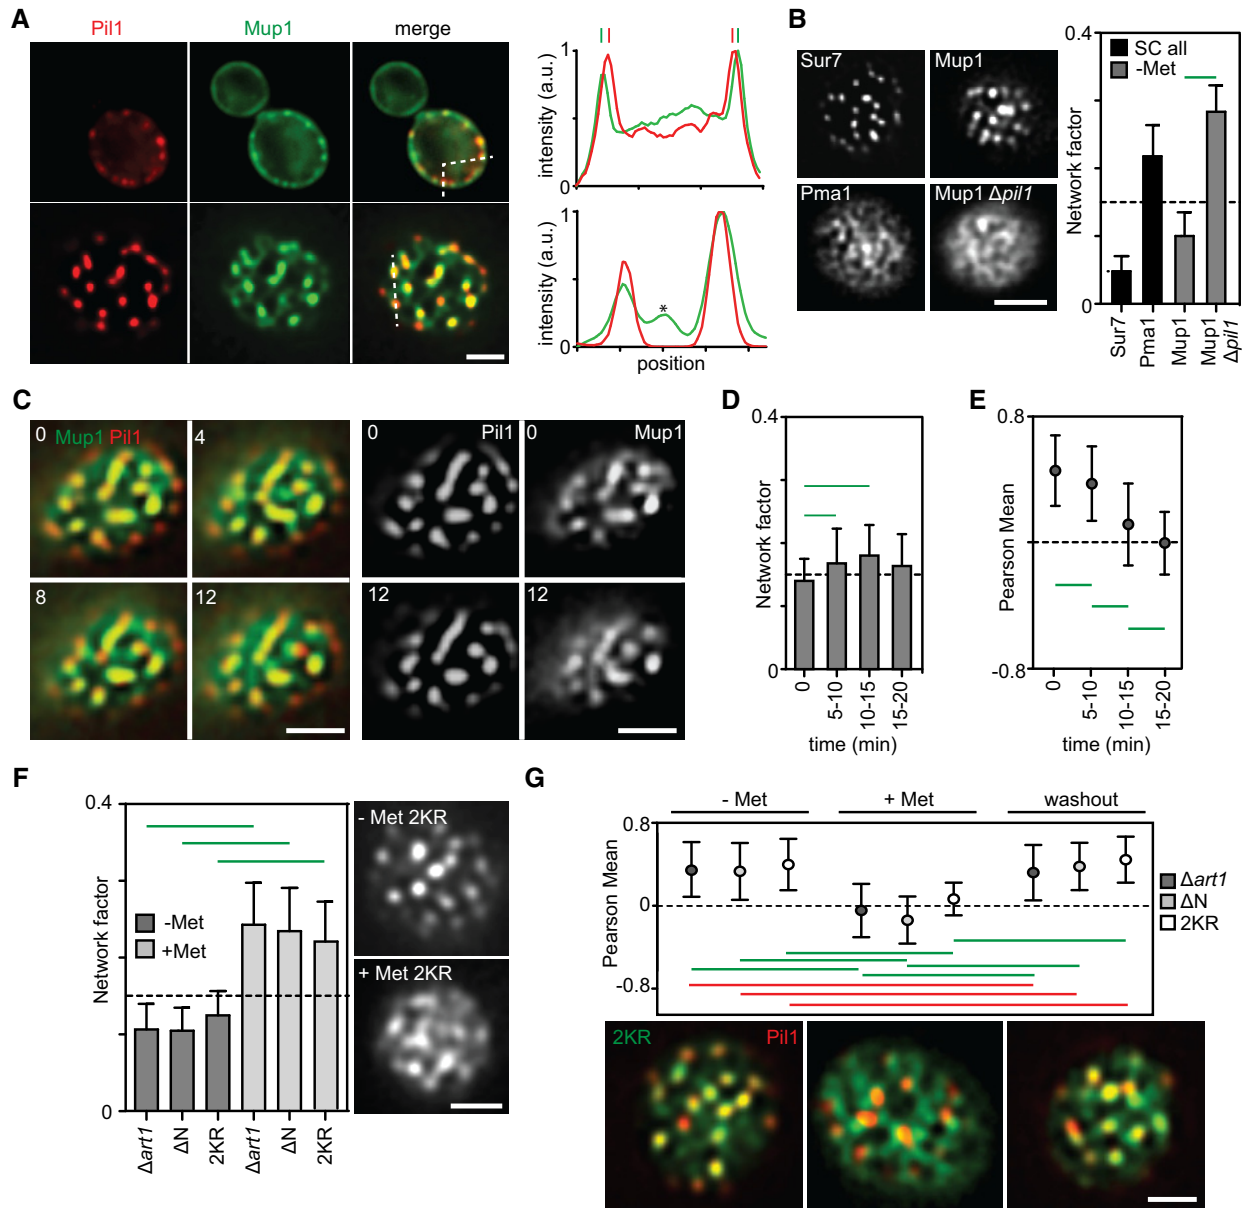 A
Pil1
Mup1
merge
1
intensity (a.u.)
0
1
intensity (a.u.)
*
0
position
B
Sur7
Mup1
Pma1
Mup1 Δpil1
0.4
SC all
-Met
Network factor
0
Sur7
Pma1
Mup1
Mup1
Δpil1
C
0
Mup1 Pil1
4
8
12
0
Pil1
0
Mup1
12
12
D
0.4
Network factor
0
0
5-10
10-15
15-20
time (min)
E
0.8
Pearson Mean
-0.8
0
5-10
10-15
15-20
time (min)
F
0.4
Network factor
-Met
+Met
0
Δart1
ΔN
2KR
Δart1
ΔN
2KR
- Met 2KR
+ Met 2KR
G
- Met
+ Met
washout
0.8
Pearson Mean
0
-0.8
Δart1
ΔN
2KR
2KR
Pil1